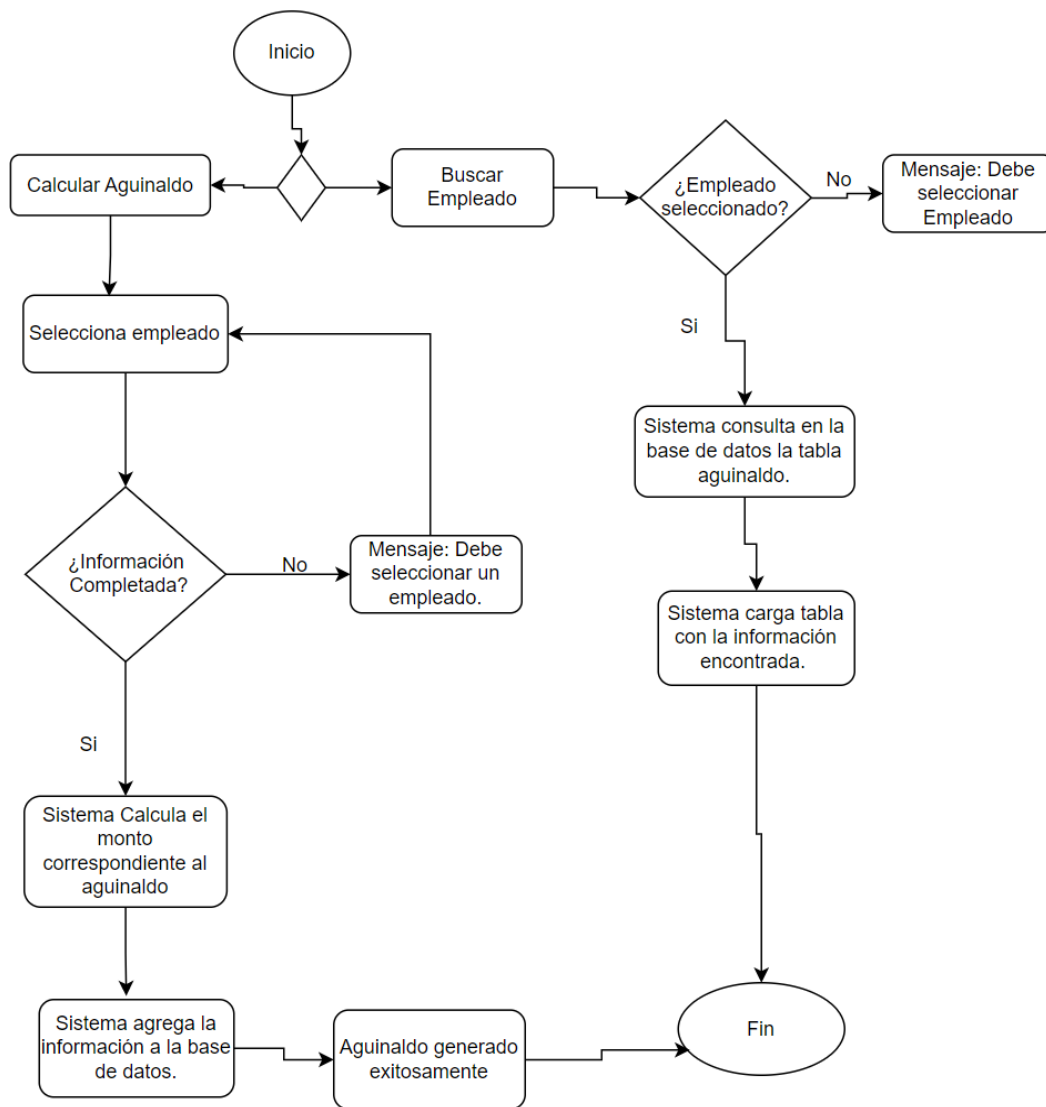 Inicio
Calcular Aguinaldo
Buscar
Empleado
¿Empleado
seleccionado?
No
Mensaje: Debe
seleccionar
Empleado
Selecciona empleado
Si
Sistema consulta en la
base de datos la tabla
aguinaldo.
¿Información
Completada?
No
Mensaje: Debe
seleccionar un
empleado.
Sistema carga tabla
con la información
encontrada.
Si
Sistema Calcula el
monto
correspondiente al
aguinaldo
Sistema agrega la
información a la base
de datos.
Aguinaldo generado
exitosamente
Fin